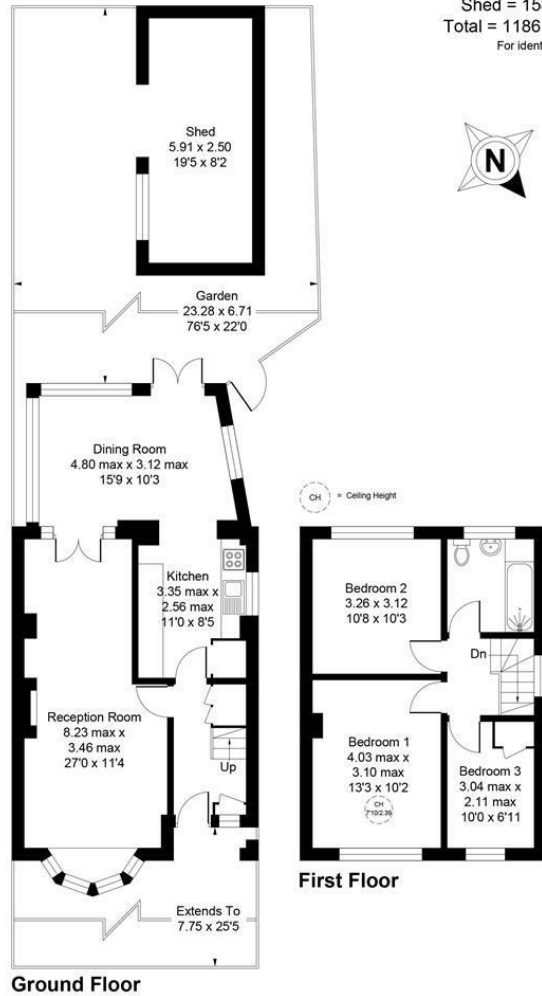 Shed = 15
Total = 1186
For ident
N
Shed
5.91 x 2.50
19'5 x 8'2
Garden
23.28 x 6.71
76'5 x 22'0
Dining Room
4.80 max x 3.12 max
15'9 x 10'3
CH = Ceiling Height
Kitchen
3.35 max x
2.56 max
11'0 x 8'5
Reception Room
8.23 max x
3.46 max
27'0 x 11'4
Up
Extends To
7.75 x 25'5
Ground Floor
Bedroom 2
3.26 x 3.12
10'8 x 10'3
Dn
Bedroom 1
4.03 max x
3.10 max
13'3 x 10'2
CH
7'10/2.39
Bedroom 3
3.04 max x
2.11 max
10'0 x 6'11
First Floor